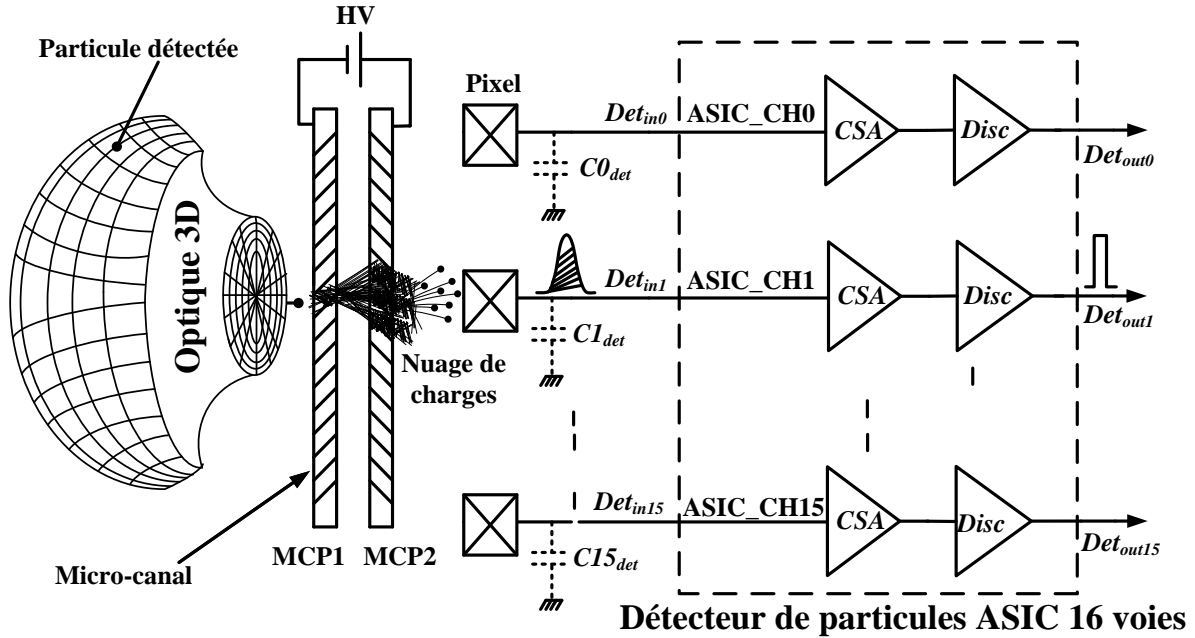 HV
Particule détectée
Pixel
Det_in0
ASIC_CH0
CSA
Disc
Det_out0
C0_det
Optique 3D
Det_in1
ASIC_CH1
CSA
Disc
Det_out1
C1_det
Nuage de
charges
Det_in15
ASIC_CH15
CSA
Disc
Det_out15
C15_det
MCP1
MCP2
Micro-canal
Détecteur de particules ASIC 16 voies